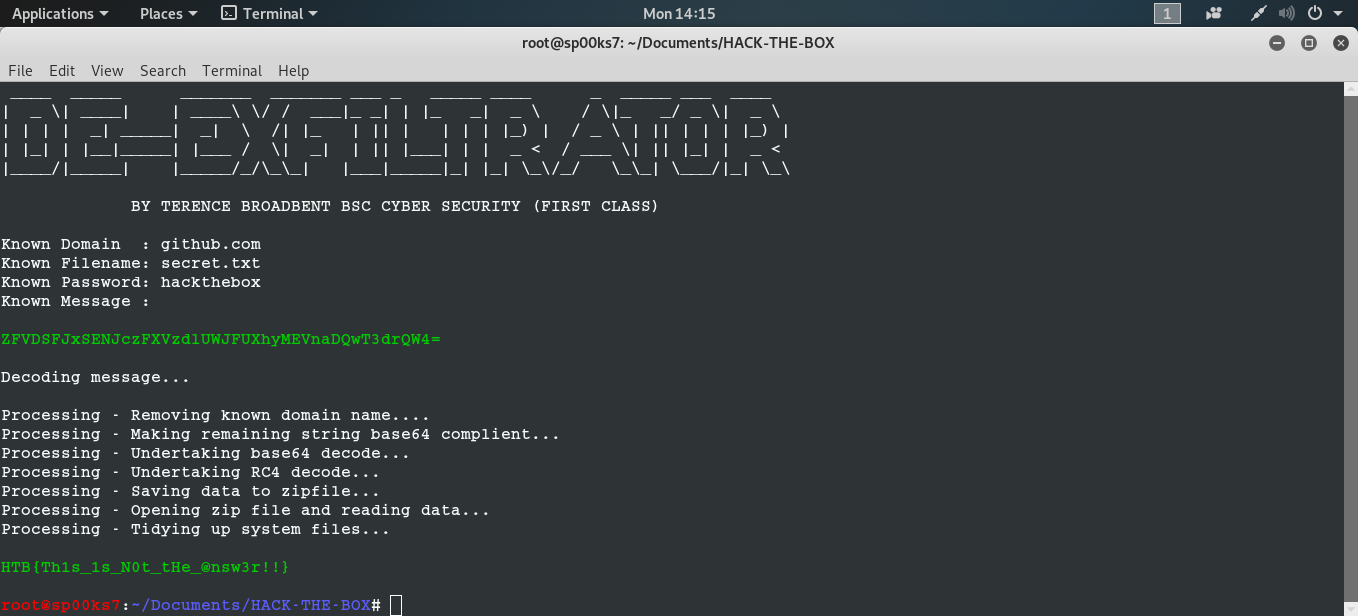 Applications Places Terminal Mon 14:15 1
root@sp00ks7: ~/Documents/HACK-THE-BOX
File Edit View Search Terminal Help
DE-EXFILTRATOR
BY TERENCE BROADBENT BSC CYBER SECURITY (FIRST CLASS)
Known Domain  : github.com
Known Filename: secret.txt
Known Password: hackthebox
Known Message :
ZFVDSFJxSENJczFXVzdlUWJFUXhyMEVnaDQwT3drQW4=
Decoding message...
Processing - Removing known domain name....
Processing - Making remaining string base64 complient...
Processing - Undertaking base64 decode...
Processing - Undertaking RC4 decode...
Processing - Saving data to zipfile...
Processing - Opening zip file and reading data...
Processing - Tidying up system files...
HTB{Th1s_1s_N0t_tHe_@nsw3r!!}
root@sp00ks7:~/Documents/HACK-THE-BOX#